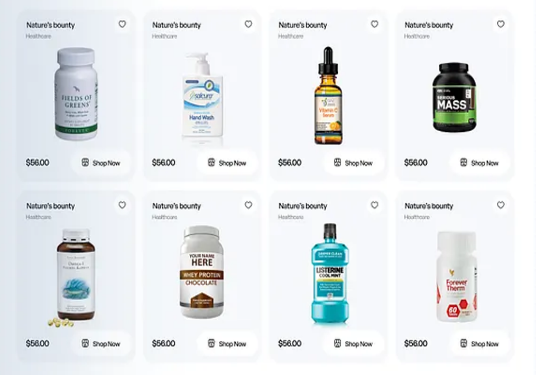 Nature's bounty
Healthcare
FIELDS OF
GREENS
FOREVER
$56.00
Shop Now
Nature's bounty
Healthcare
Hand Wash
$56.00
Shop Now
Nature's bounty
Healthcare
Vitamin C
Serum
$56.00
Shop Now
Nature's bounty
Healthcare
SERIOUS
MASS
$56.00
Shop Now
Nature's bounty
Healthcare
$56.00
Shop Now
Nature's bounty
Healthcare
YOUR NAME
HERE
WHEY PROTEIN
CHOCOLATE
$56.00
Shop Now
Nature's bounty
Healthcare
LISTERINE
COOL MINT
$56.00
Shop Now
Nature's bounty
Healthcare
Forever
Therm
60
$56.00
Shop Now